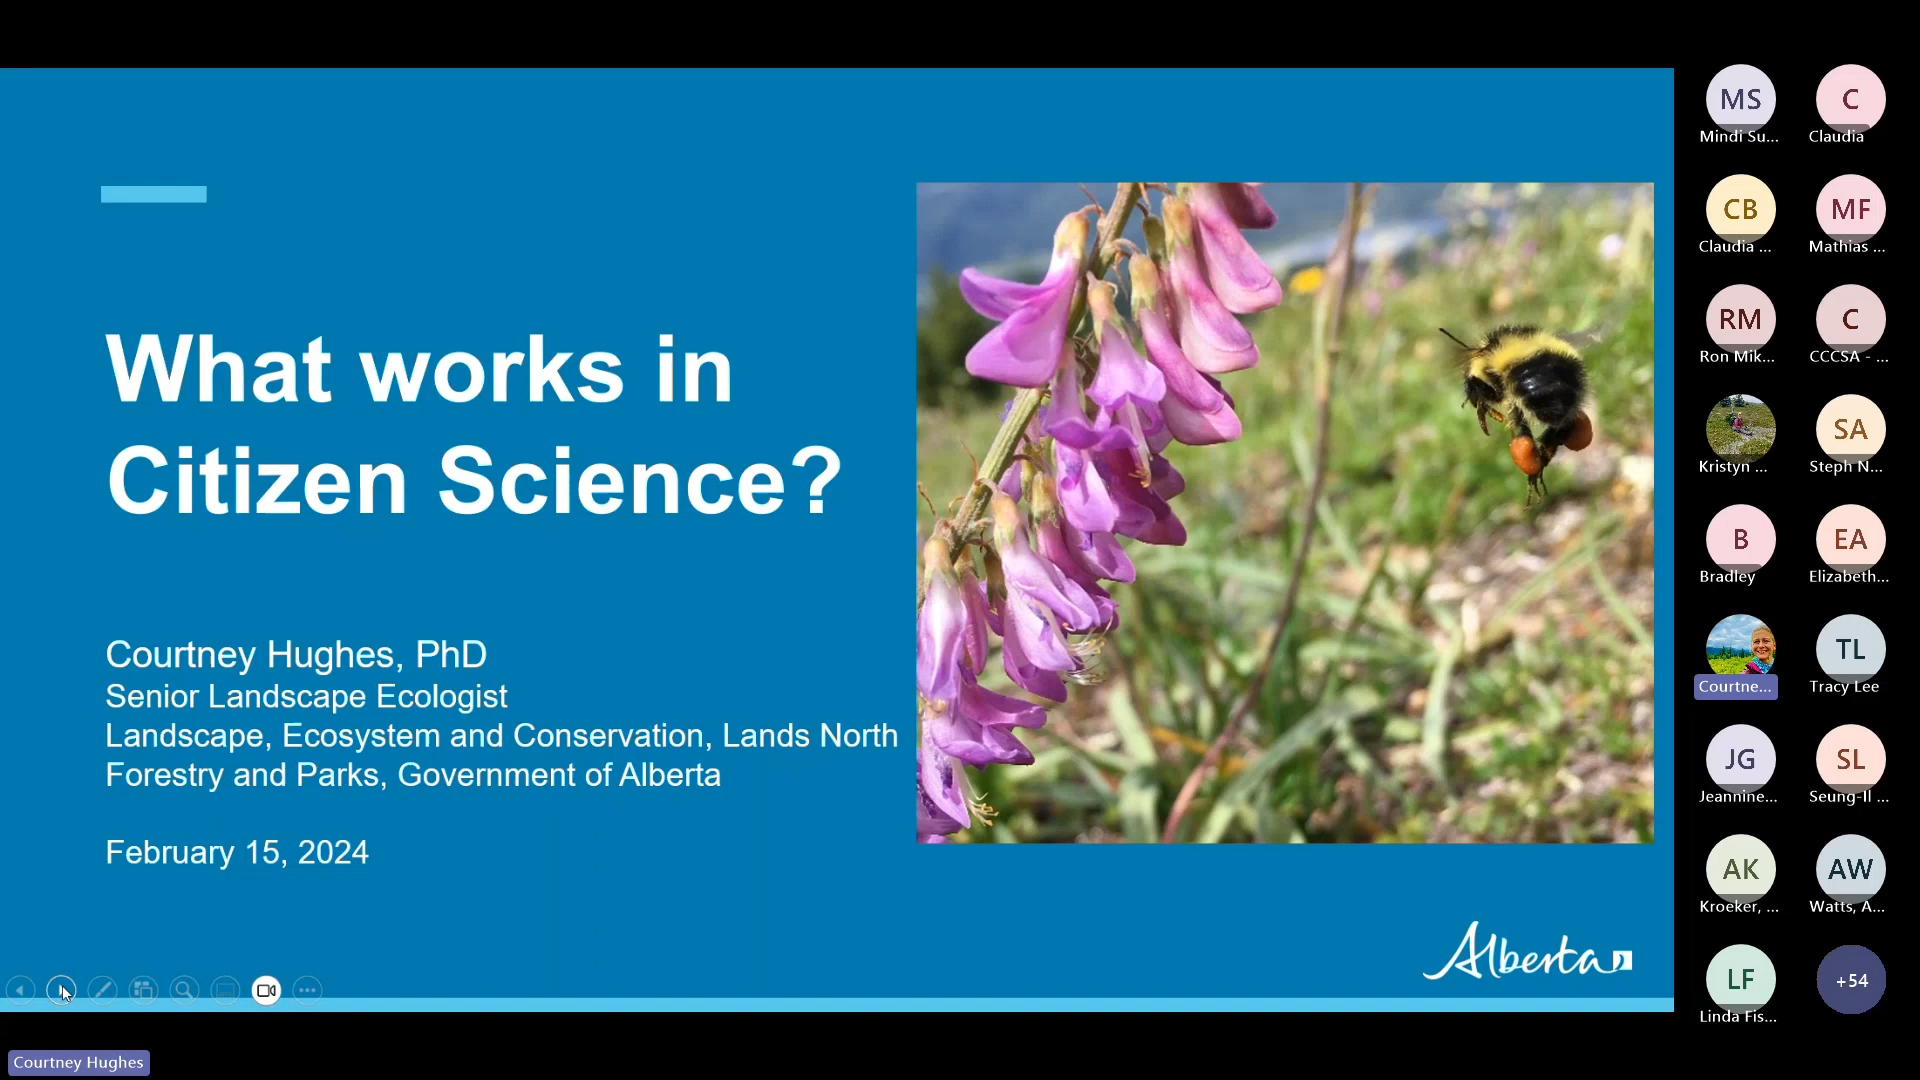 What works in
Citizen Science?
Courtney Hughes, PhD
Senior Landscape Ecologist
Landscape, Ecosystem and Conservation, Lands North
Forestry and Parks, Government of Alberta
February 15, 2024
Alberta
Courtney Hughes
MS
Mindi Su...
C
Claudia
CB
Claudia ...
MF
Mathias ...
RM
Ron Mik...
C
CCCSA - ...
Kristyn ...
SA
Steph N...
B
Bradley
EA
Elizabeth...
Courtne...
TL
Tracy Lee
JG
Jeannine...
SL
Seung-Il ...
AK
Kroeker, ...
AW
Watts, A...
LF
Linda Fis...
+54